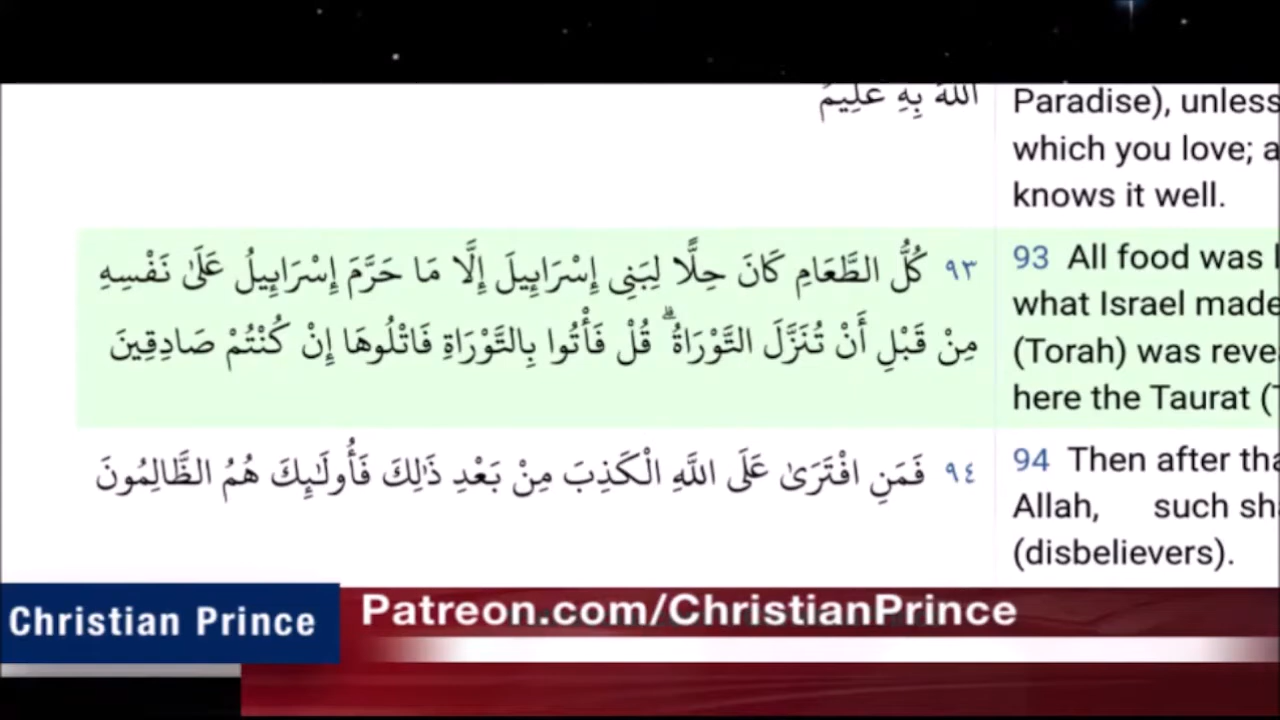 اللَّهَ بِهِ عَلِيمٌ
Paradise), unless
which you love; a
knows it well.
٩٣ كُلُّ الطَّعَامِ كَانَ حِلًّا لِبَنِي إِسْرَايِيلَ إِلَّا مَا حَرَّمَ إِسْرَايِيلُ عَلَىٰ نَفْسِهِ
مِنْ قَبْلِ أَنْ تُنَزَّلَ التَّوْرَاةُ ۗ قُلْ فَأْتُوا بِالتَّوْرَاةِ فَاتْلُوهَا إِنْ كُنْتُمْ صَادِقِينَ
93 All food was l
what Israel made
(Torah) was reve
here the Taurat (T
٩٤ فَمَنِ افْتَرَىٰ عَلَى اللَّهِ الْكَذِبَ مِنْ بَعْدِ ذَٰلِكَ فَأُولَٰيِكَ هُمُ الظَّالِمُونَ
94 Then after tha
Allah, such sha
(disbelievers).
Christian Prince
Patreon.com/ChristianPrince